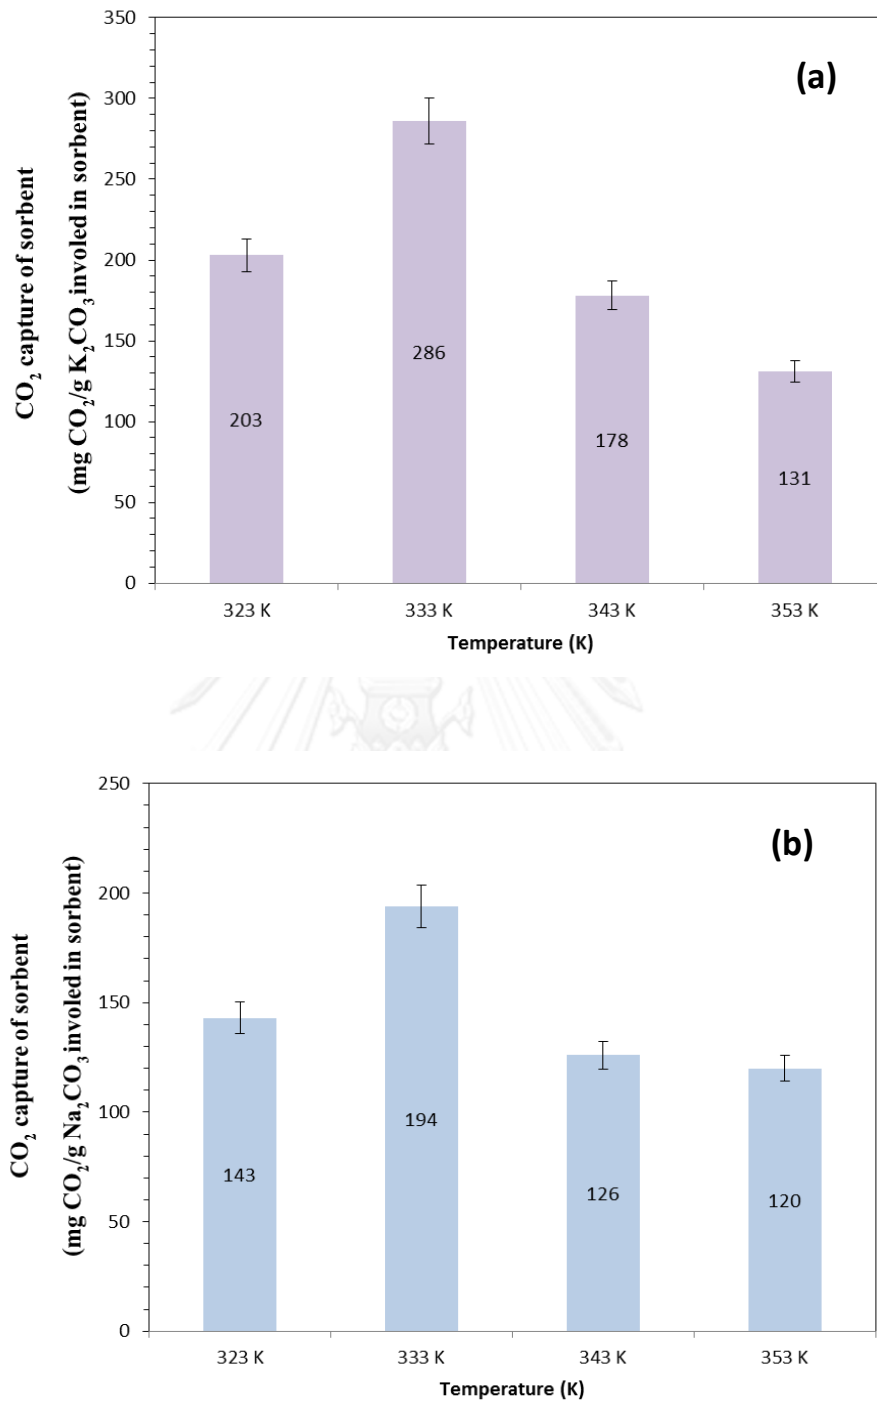 350
(a)
300
250
200
150
100
50
0
CO₂ capture of sorbent
(mg CO₂/g K₂CO₃ involed in sorbent)
203
286
178
131
323 K 333 K 343 K 353 K
Temperature (K)
250
(b)
200
150
100
50
0
CO₂ capture of sorbent
(mg CO₂/g Na₂CO₃ involed in sorbent)
143
194
126
120
323 K 333 K 343 K 353 K
Temperature (K)